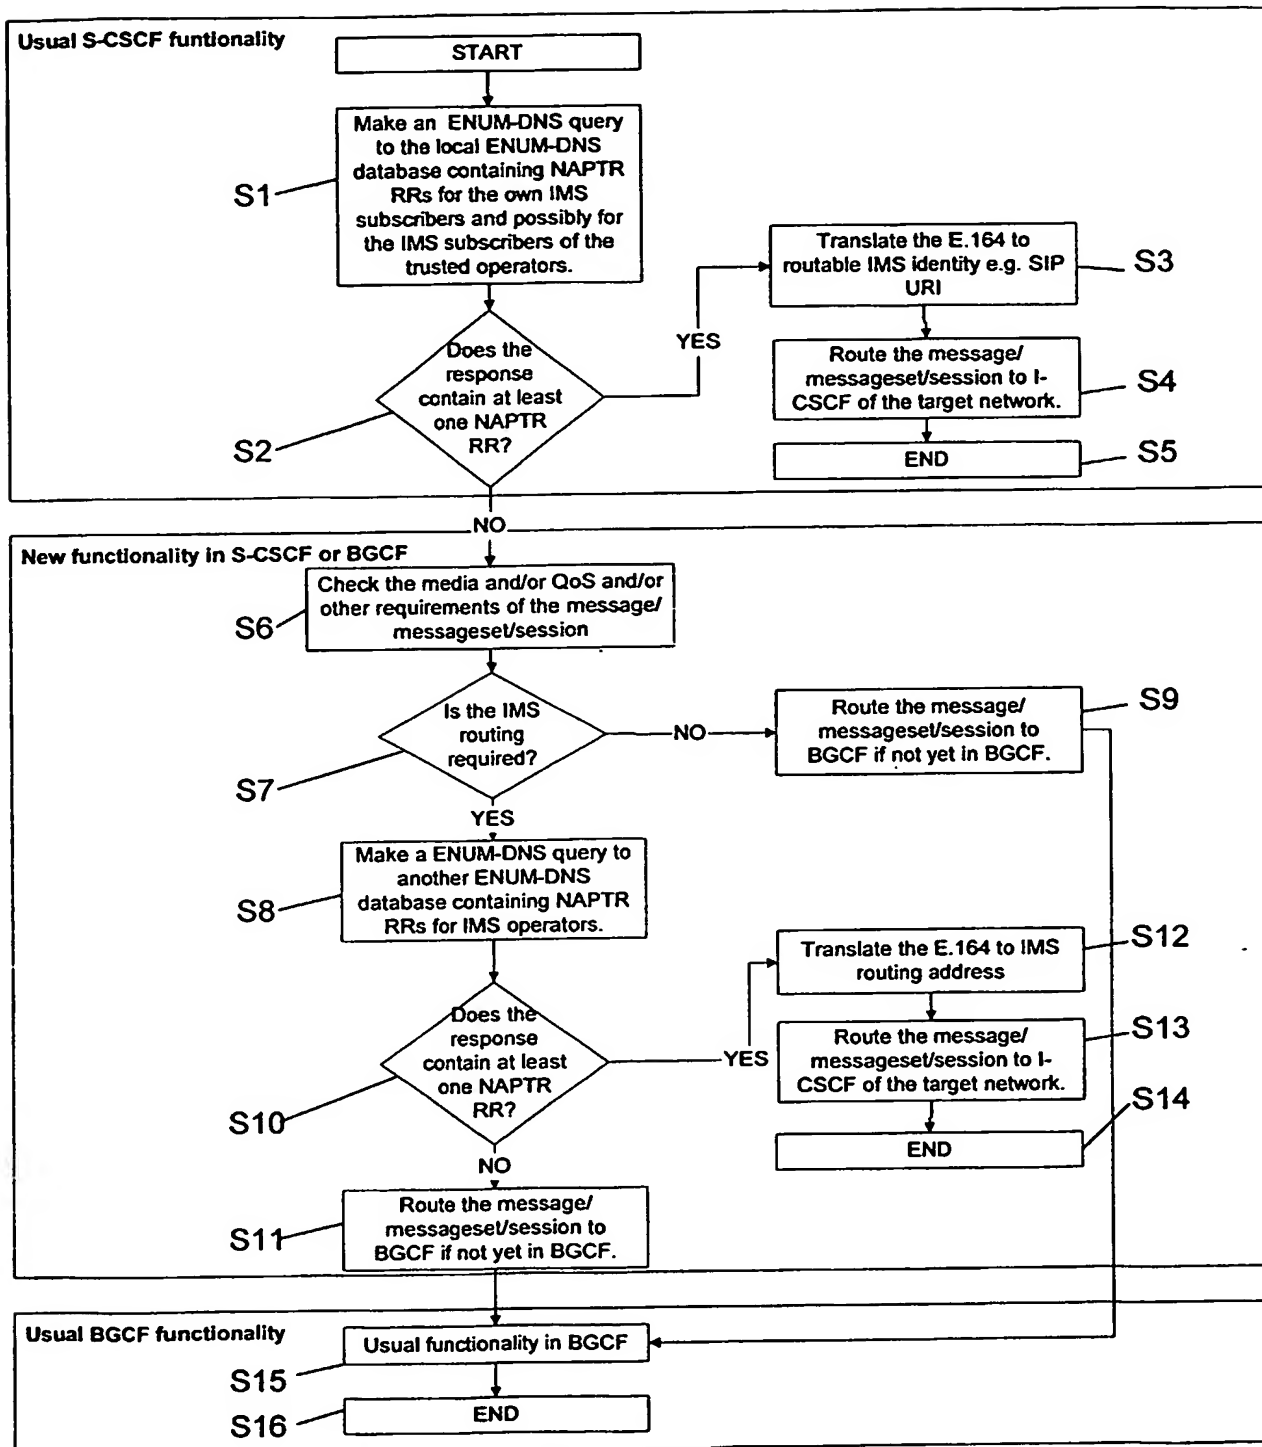 Usual S-CSCF funtionality
START
Make an ENUM-DNS query
to the local ENUM-DNS
database containing NAPTR
RRs for the own IMS
subscribers and possibly for
the IMS subscribers of the
trusted operators.
S1
Translate the E.164 to
routable IMS identity e.g. SIP
URI
S3
Does the
response
contain at least
one NAPTR
RR?
YES
S2
Route the message/
messageset/session to I-
CSCF of the target network.
S4
END
S5
NO
New functionality in S-CSCF or BGCF
Check the media and/or QoS and/or
other requirements of the message/
messageset/session
S6
Is the IMS
routing
required?
NO
S7
Route the message/
messageset/session to
BGCF if not yet in BGCF.
S9
YES
Make a ENUM-DNS query to
another ENUM-DNS
database containing NAPTR
RRs for IMS operators.
S8
Translate the E.164 to IMS
routing address
S12
Does the
response
contain at least
one NAPTR
RR?
YES
S10
Route the message/
messageset/session to I-
CSCF of the target network.
S13
END
S14
NO
Route the message/
messageset/session to
BGCF if not yet in BGCF.
S11
Usual BGCF functionality
Usual functionality in BGCF
S15
END
S16